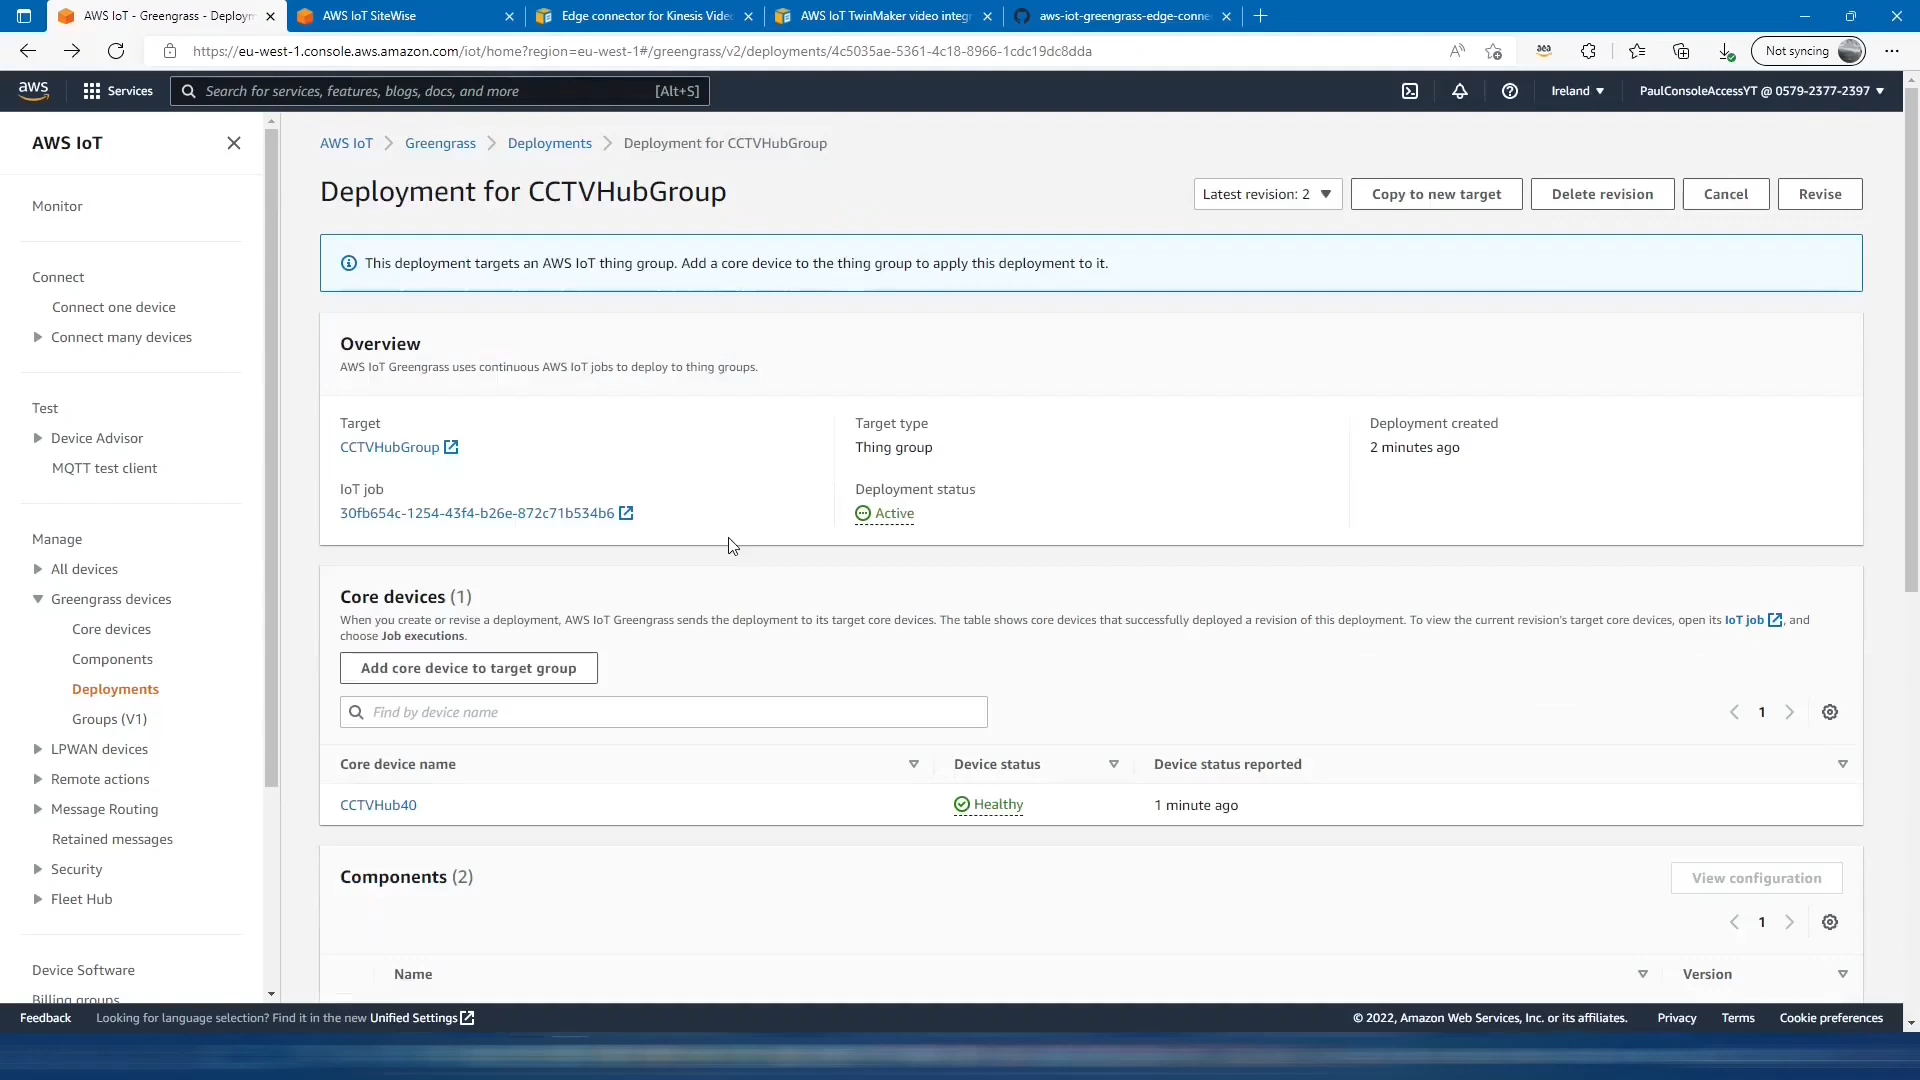 AWS IoT - Greengrass - Deploym
AWS IoT SiteWise
Edge connector for Kinesis Vide
AWS IoT TwinMaker video integ
aws-iot-greengrass-edge-conne
https://eu-west-1.console.aws.amazon.com/iot/home?region=eu-west-1#/greengrass/v2/deployments/4c5035ae-5361-4c18-8966-1cdc19dc8dda
Not syncing
aws
Services
Search for services, features, blogs, docs, and more
[Alt+S]
Ireland
PaulConsoleAccessYT @ 0579-2377-2397
AWS IoT
Monitor
Connect
Connect one device
Connect many devices
Test
Device Advisor
MQTT test client
Manage
All devices
Greengrass devices
Core devices
Components
Deployments
Groups (V1)
LPWAN devices
Remote actions
Message Routing
Retained messages
Security
Fleet Hub
Device Software
Billing groups
AWS IoT
Greengrass
Deployments
Deployment for CCTVHubGroup
Deployment for CCTVHubGroup
Latest revision: 2
Copy to new target
Delete revision
Cancel
Revise
This deployment targets an AWS IoT thing group. Add a core device to the thing group to apply this deployment to it.
Overview
AWS IoT Greengrass uses continuous AWS IoT jobs to deploy to thing groups.
Target
CCTVHubGroup
Target type
Thing group
Deployment created
2 minutes ago
IoT job
30fb654c-1254-43f4-b26e-872c71b534b6
Deployment status
Active
Core devices (1)
When you create or revise a deployment, AWS IoT Greengrass sends the deployment to its target core devices. The table shows core devices that successfully deployed a revision of this deployment. To view the current revision's target core devices, open its IoT job, and
choose Job executions.
Add core device to target group
Find by device name
1
Core device name
Device status
Device status reported
CCTVHub40
Healthy
1 minute ago
Components (2)
View configuration
1
Name
Version
Feedback
Looking for language selection? Find it in the new Unified Settings
© 2022, Amazon Web Services, Inc. or its affiliates.
Privacy
Terms
Cookie preferences